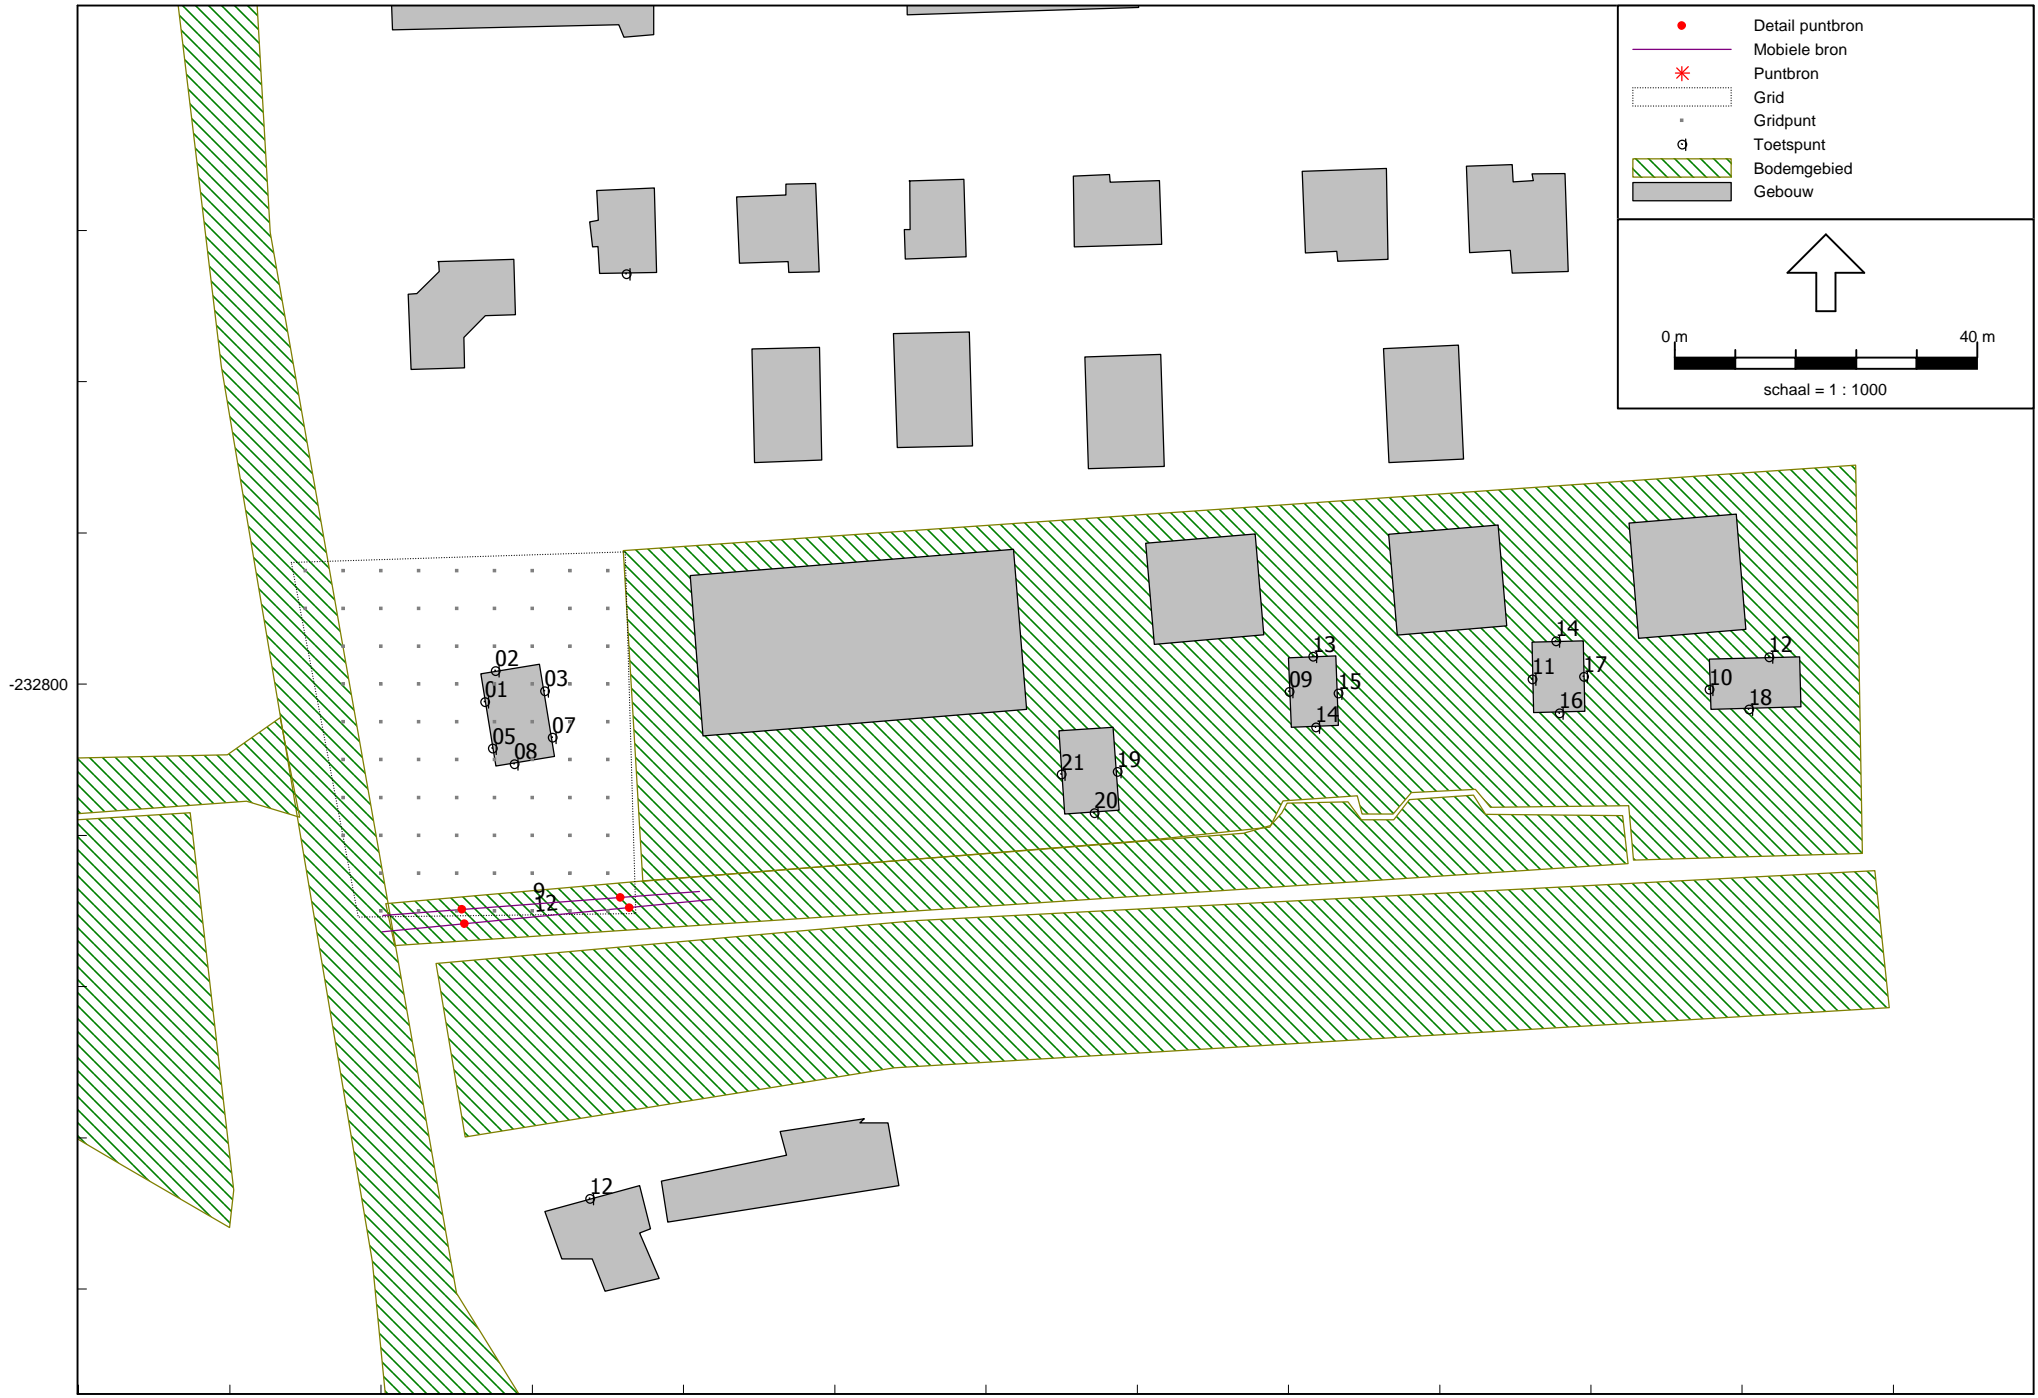 Detail puntbron
Mobiele bron
Puntbron
Grid
Gridpunt
Toetspunt
Bodemgebied
Gebouw
0 m
40 m
schaal = 1 : 1000
-232800
02
01
03
05
07
08
13
09
15
14
14
11
17
16
12
10
18
21
19
20
9
12
12